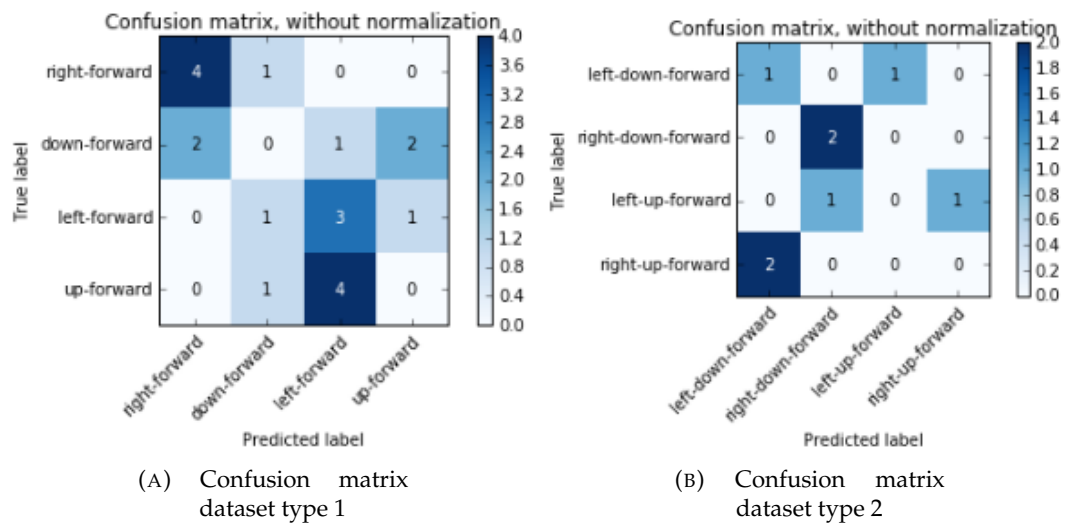 Confusion matrix, without normalization
True label
right-forward
down-forward
left-forward
up-forward
4 1 0 0
2 0 1 2
0 1 3 1
0 1 4 0
4.0
3.6
3.2
2.8
2.4
2.0
1.6
1.2
0.8
0.4
0.0
right-forward
down-forward
left-forward
up-forward
Predicted label
(A) Confusion matrix
dataset type 1
Confusion matrix, without normalization
True label
left-down-forward
right-down-forward
left-up-forward
right-up-forward
1 0 1 0
0 2 0 0
0 1 0 1
2 0 0 0
2.0
1.8
1.6
1.4
1.2
1.0
0.8
0.6
0.4
0.2
0.0
left-down-forward
right-down-forward
left-up-forward
right-up-forward
Predicted label
(B) Confusion matrix
dataset type 2